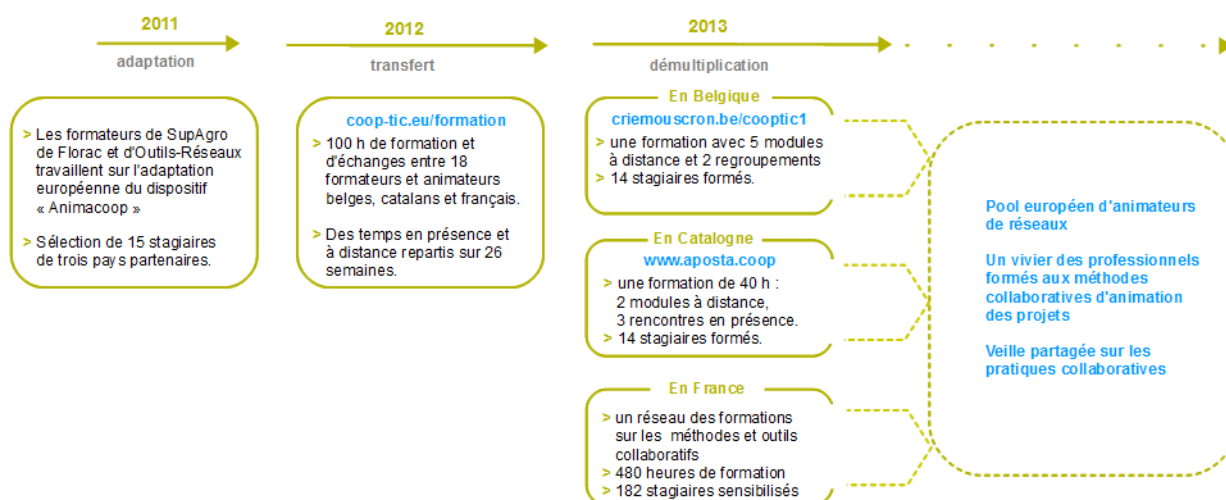 2011
adaptation
> Les formateurs de SupAgro
de Florac et d'Outils-Réseaux
travaillent sur l'adaptation
européenne du dispositif
« Animacoop »
> Sélection de 15 stagiaires
de trois pays partenaires.
2012
transfert
coop-tic.eu/formation
> 100 h de formation et
d'échanges entre 18
formateurs et animateurs
belges, catalans et français.
> Des temps en présence et
à distance repartis sur 26
semaines.
2013
démultiplication
En Belgique
criemouscron.be/cooptic1
> une formation avec 5 modules
à distance et 2 regroupements
> 14 stagiaires formés.
En Catalogne
www.aposta.coop
> une formation de 40 h :
2 modules à distance,
3 rencontres en présence.
> 14 stagiaires formés.
En France
> un réseau des formations
sur les méthodes et outils
collaboratifs
> 480 heures de formation
> 182 stagiaires sensibilisés
Pool européen d'animateurs
de réseaux
Un vivier des professionnels
formés aux méthodes
collaboratives d'animation
des projets
Veille partagée sur les
pratiques collaboratives